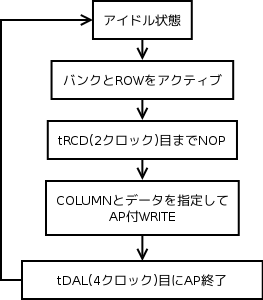 アイドル状態
バンクとROWをアクティブ
tRCD(2クロック)目までNOP
COLUMNとデータを指定して
AP付WRITE
tDAL(4クロック)目にAP終了